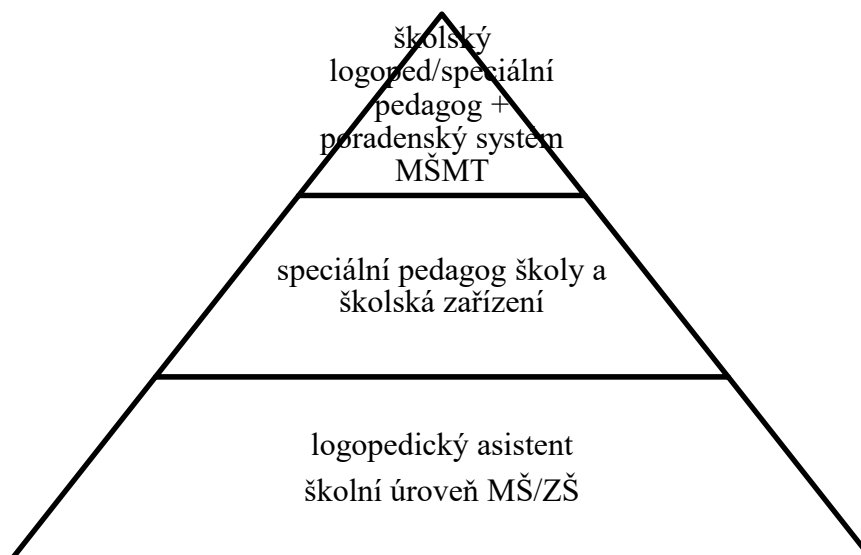 školský
logoped/speciální
pedagog +
poradenský systém
MŠMT
speciální pedagog školy a
školská zařízení
logopedický asistent
školní úroveň MŠ/ZŠ